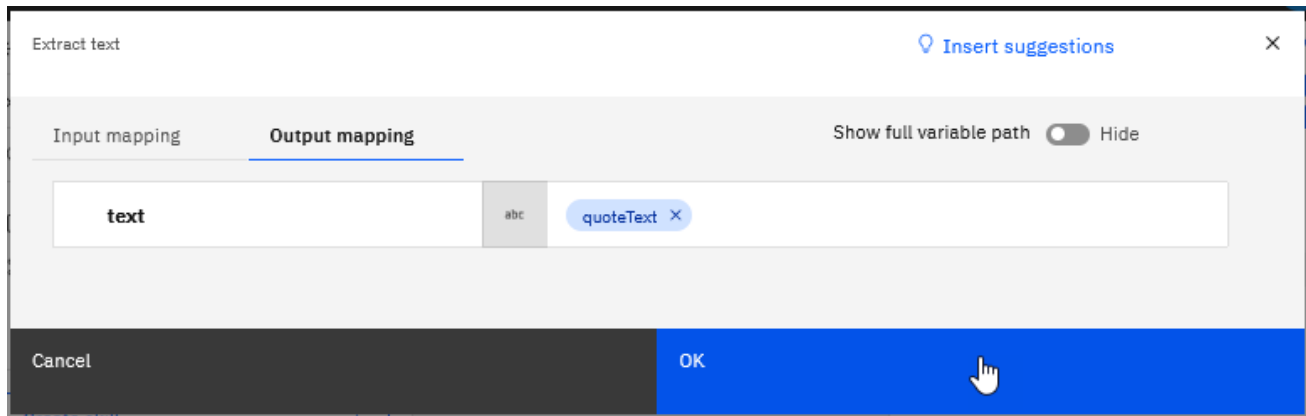 Extract text
Insert suggestions
Input mapping
Output mapping
Show full variable path
Hide
text
abc
quoteText
Cancel
OK